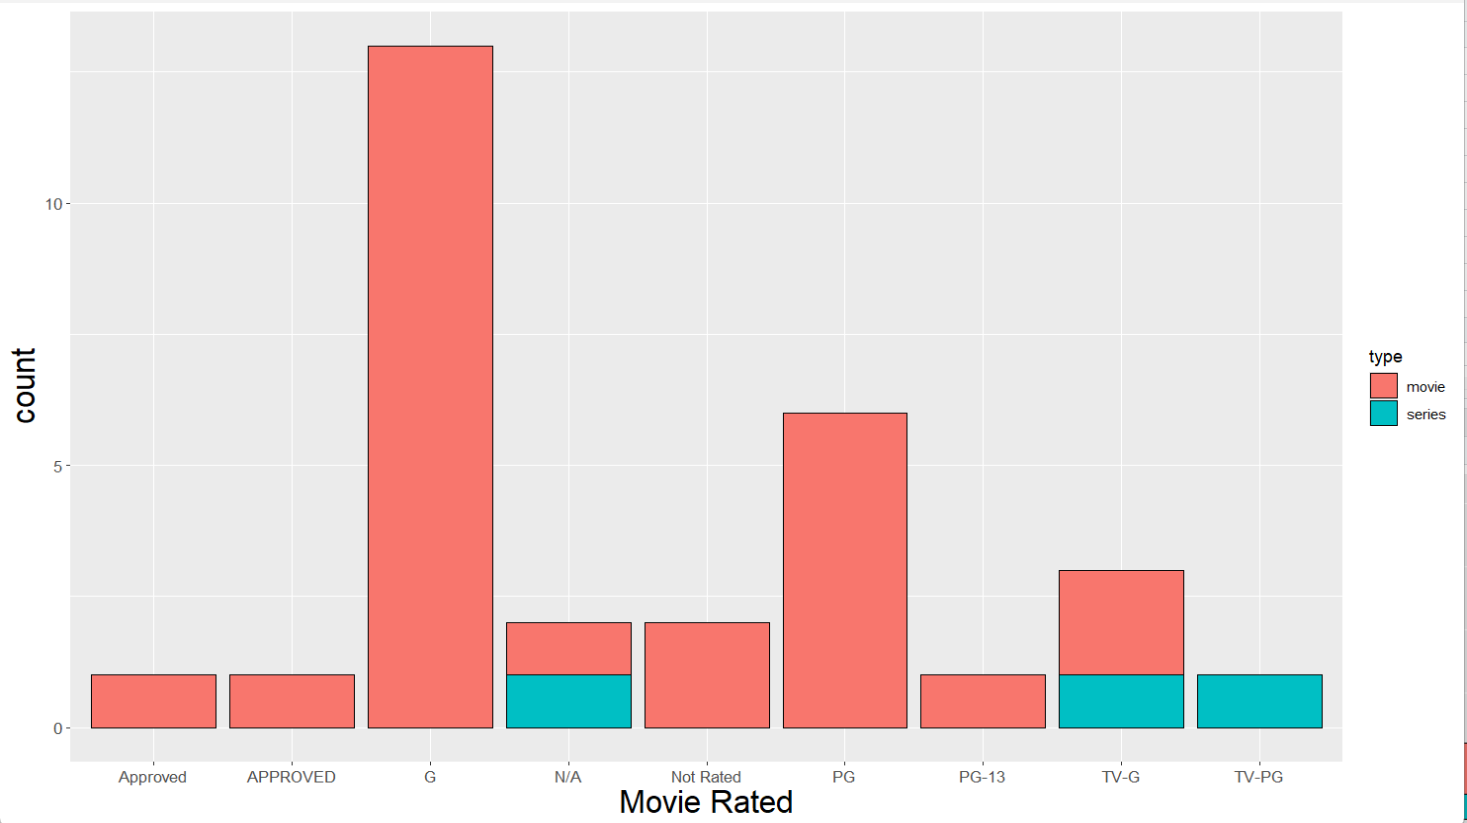 10
5
0
count
Approved APPROVED G N/A Not Rated PG PG-13 TV-G TV-PG
Movie Rated
type
movie
series